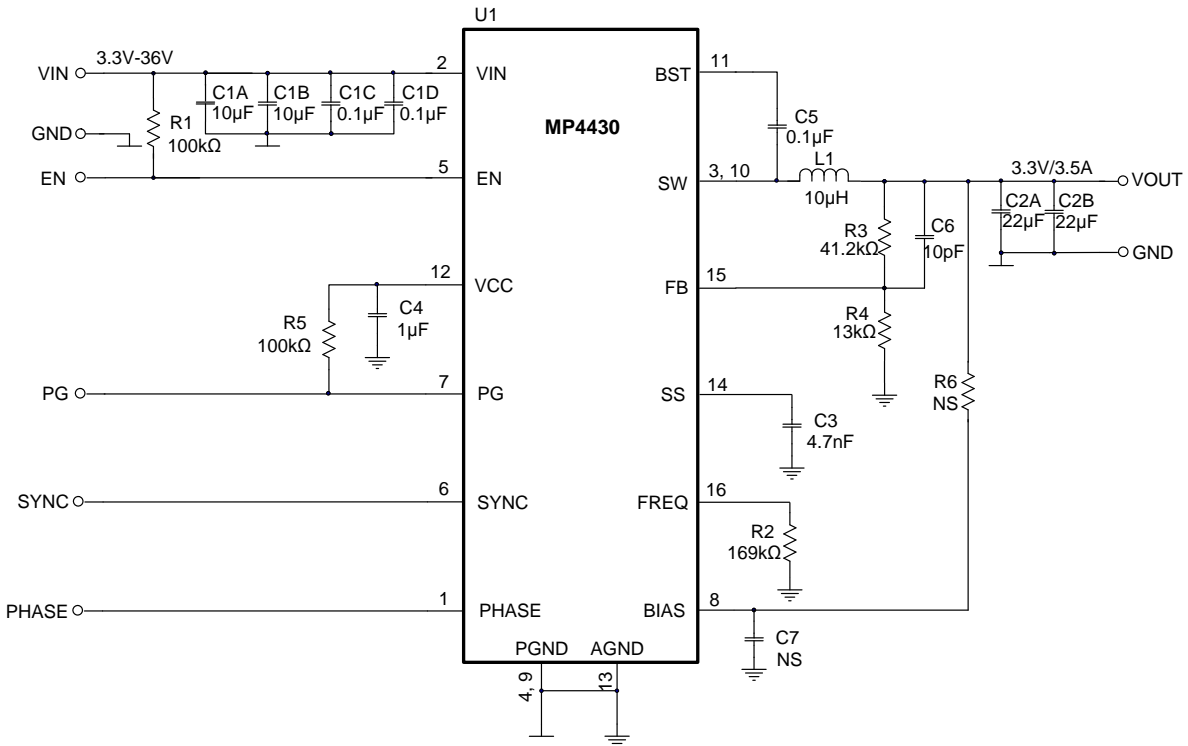 U1
VIN
3.3V-36V
2
VIN
BST
11
C1A
10µF
C1B
10µF
C1C
0.1µF
C1D
0.1µF
GND
R1
100kΩ
MP4430
C5
0.1µF
EN
5
EN
SW
3, 10
L1
10µH
3.3V/3.5A
VOUT
C2A
22µF
C2B
22µF
R3
41.2kΩ
C6
10pF
GND
12
VCC
FB
15
C4
1µF
R5
100kΩ
R4
13kΩ
PG
7
PG
SS
14
R6
NS
C3
4.7nF
SYNC
6
SYNC
FREQ
16
R2
169kΩ
PHASE
1
PHASE
BIAS
8
C7
NS
PGND
AGND
4, 9
13